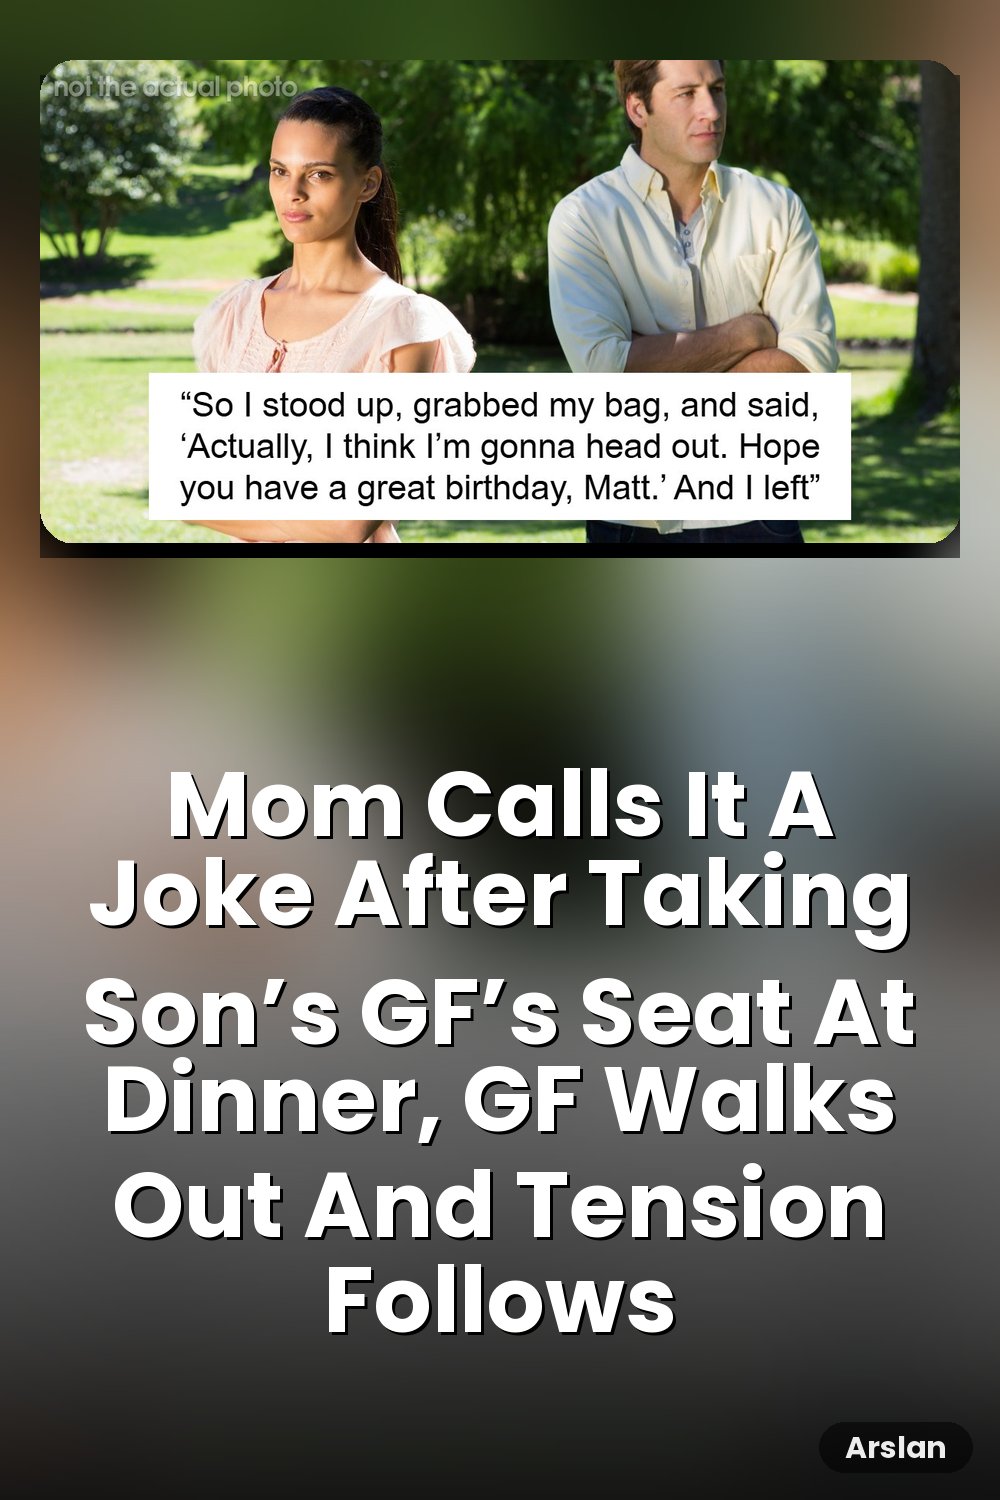 not the actual photo
“So I stood up, grabbed my bag, and said,
‘Actually, I think I’m gonna head out. Hope
you have a great birthday, Matt.’ And I left”
Mom Calls It A
Joke After Taking
Son’s GF’s Seat At
Dinner, GF Walks
Out And Tension
Follows
Arslan